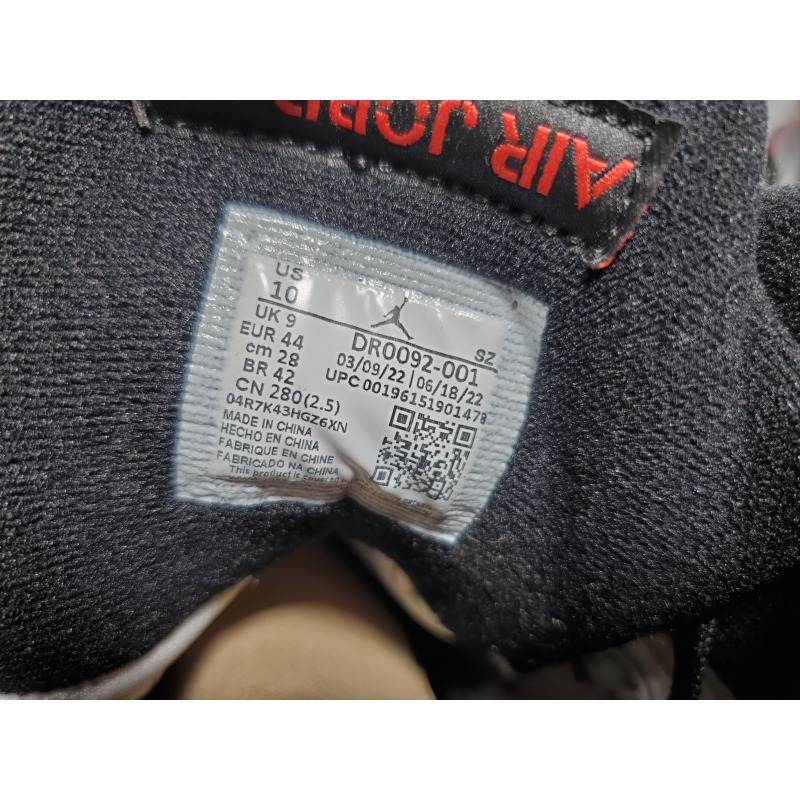 AIR JOR
US
10
UK 9
EUR 44
cm 28
BR 42
CN 280(2.5)
04R7K43HGZ6XN
MADE IN CHINA
HECHO EN CHINA
FABRIQUE EN CHINE
FABRICADO NA CHINA
This product is covered
SZ
DR0092-001
03/09/22 | 06/18/22
UPC 00196151901478